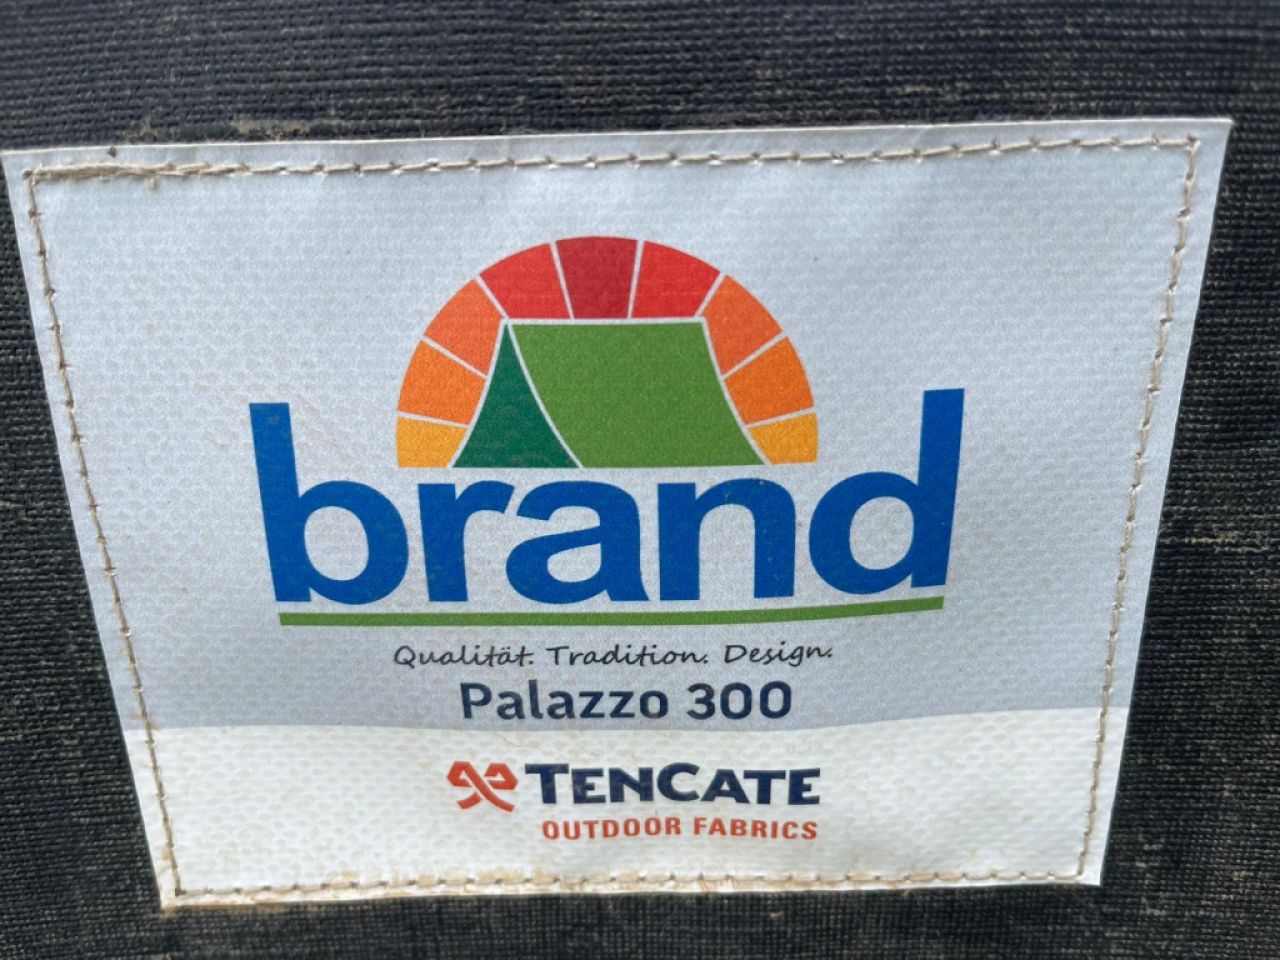 brand
Qualität. Tradition. Design.
Palazzo 300
TENCATE
OUTDOOR FABRICS